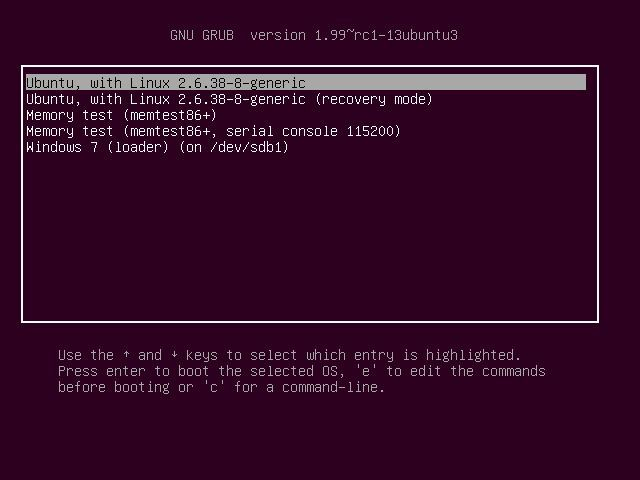 GNU GRUB  version 1.99~rc1-13ubuntu3
Ubuntu, with Linux 2.6.38-8-generic
Ubuntu, with Linux 2.6.38-8-generic (recovery mode)
Memory test (memtest86+)
Memory test (memtest86+, serial console 115200)
Windows 7 (loader) (on /dev/sdb1)
Use the ↑ and ↓ keys to select which entry is highlighted.
Press enter to boot the selected OS, 'e' to edit the commands
before booting or 'c' for a command-line.